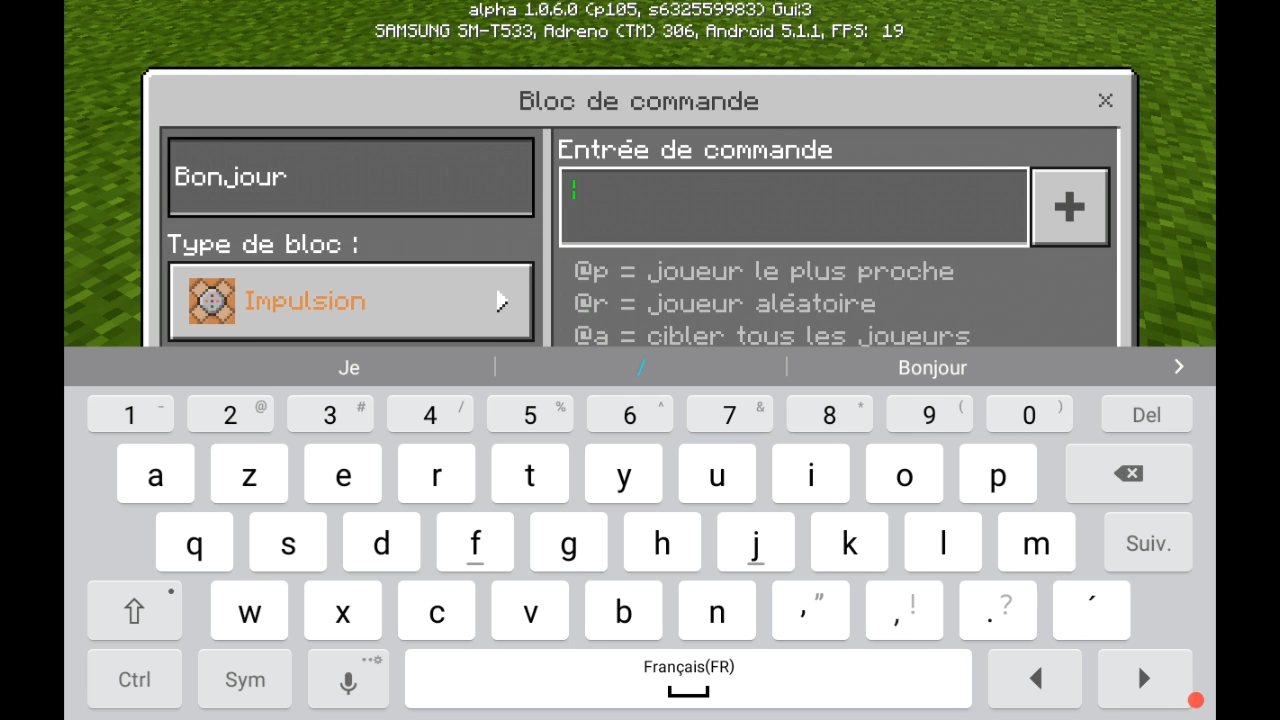 alpha 1.0.6.0 (p105, s632559983) Gui:3
SAMSUNG SM-T533, Adreno (TM) 306, Android 5.1.1, FPS: 19
Bloc de commande
Bonjour
Type de bloc :
Impulsion
Entrée de commande
@p = joueur le plus proche
@r = joueur aléatoire
@a = cibler tous les joueurs
Je / Bonjour
1 - 2 @ 3 # 4 / 5 % 6 ^ 7 & 8 * 9 ( 0 ) Del
a z e r t y u i o p
q s d f g h j k l m Suiv.
w x c v b n ' " , ! . ? ´
Ctrl Sym Français(FR)